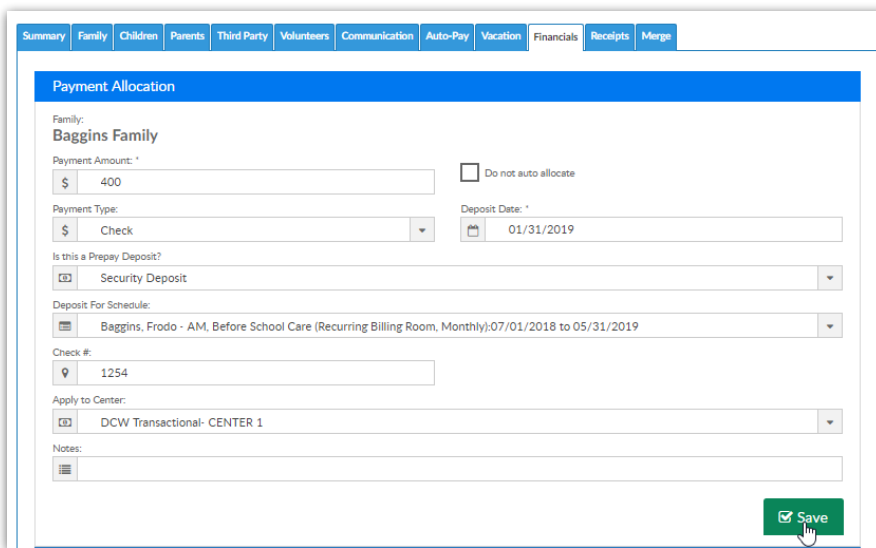 Summary Family Children Parents Third Party Volunteers Communication Auto-Pay Vacation Financials Receipts Merge
Payment Allocation
Family:
Baggins Family
Payment Amount: *
$ 400
Do not auto allocate
Payment Type:
Deposit Date: *
$ Check
01/31/2019
Is this a Prepay Deposit?
Security Deposit
Deposit For Schedule:
Baggins, Frodo - AM, Before School Care (Recurring Billing Room, Monthly):07/01/2018 to 05/31/2019
Check #:
1254
Apply to Center:
DCW Transactional- CENTER 1
Notes:
Save